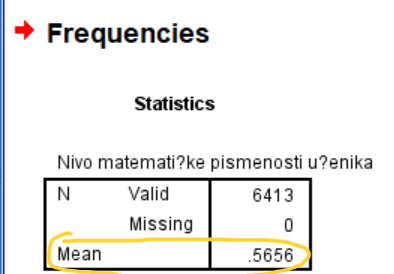 Frequencies
Statistics
Nivo matemati?ke pismenosti u?enika
N Valid 6413
Missing 0
Mean .5656